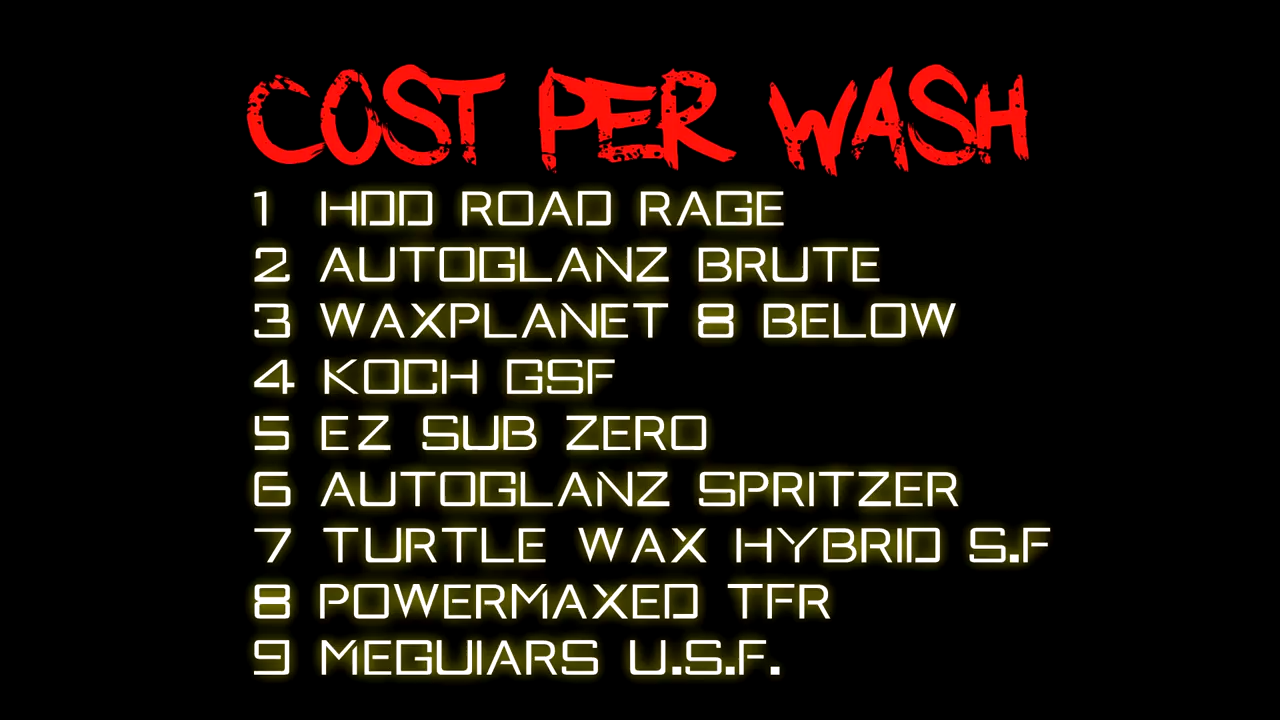 COST PER WASH
1 HDD ROAD RAGE
2 AUTOGLANZ BRUTE
3 WAXPLANET 8 BELOW
4 KOCH GSF
5 EZ SUB ZERO
6 AUTOGLANZ SPRITZER
7 TURTLE WAX HYBRID S.F
8 POWERMAXED TFR
9 MEGUIARS U.S.F.